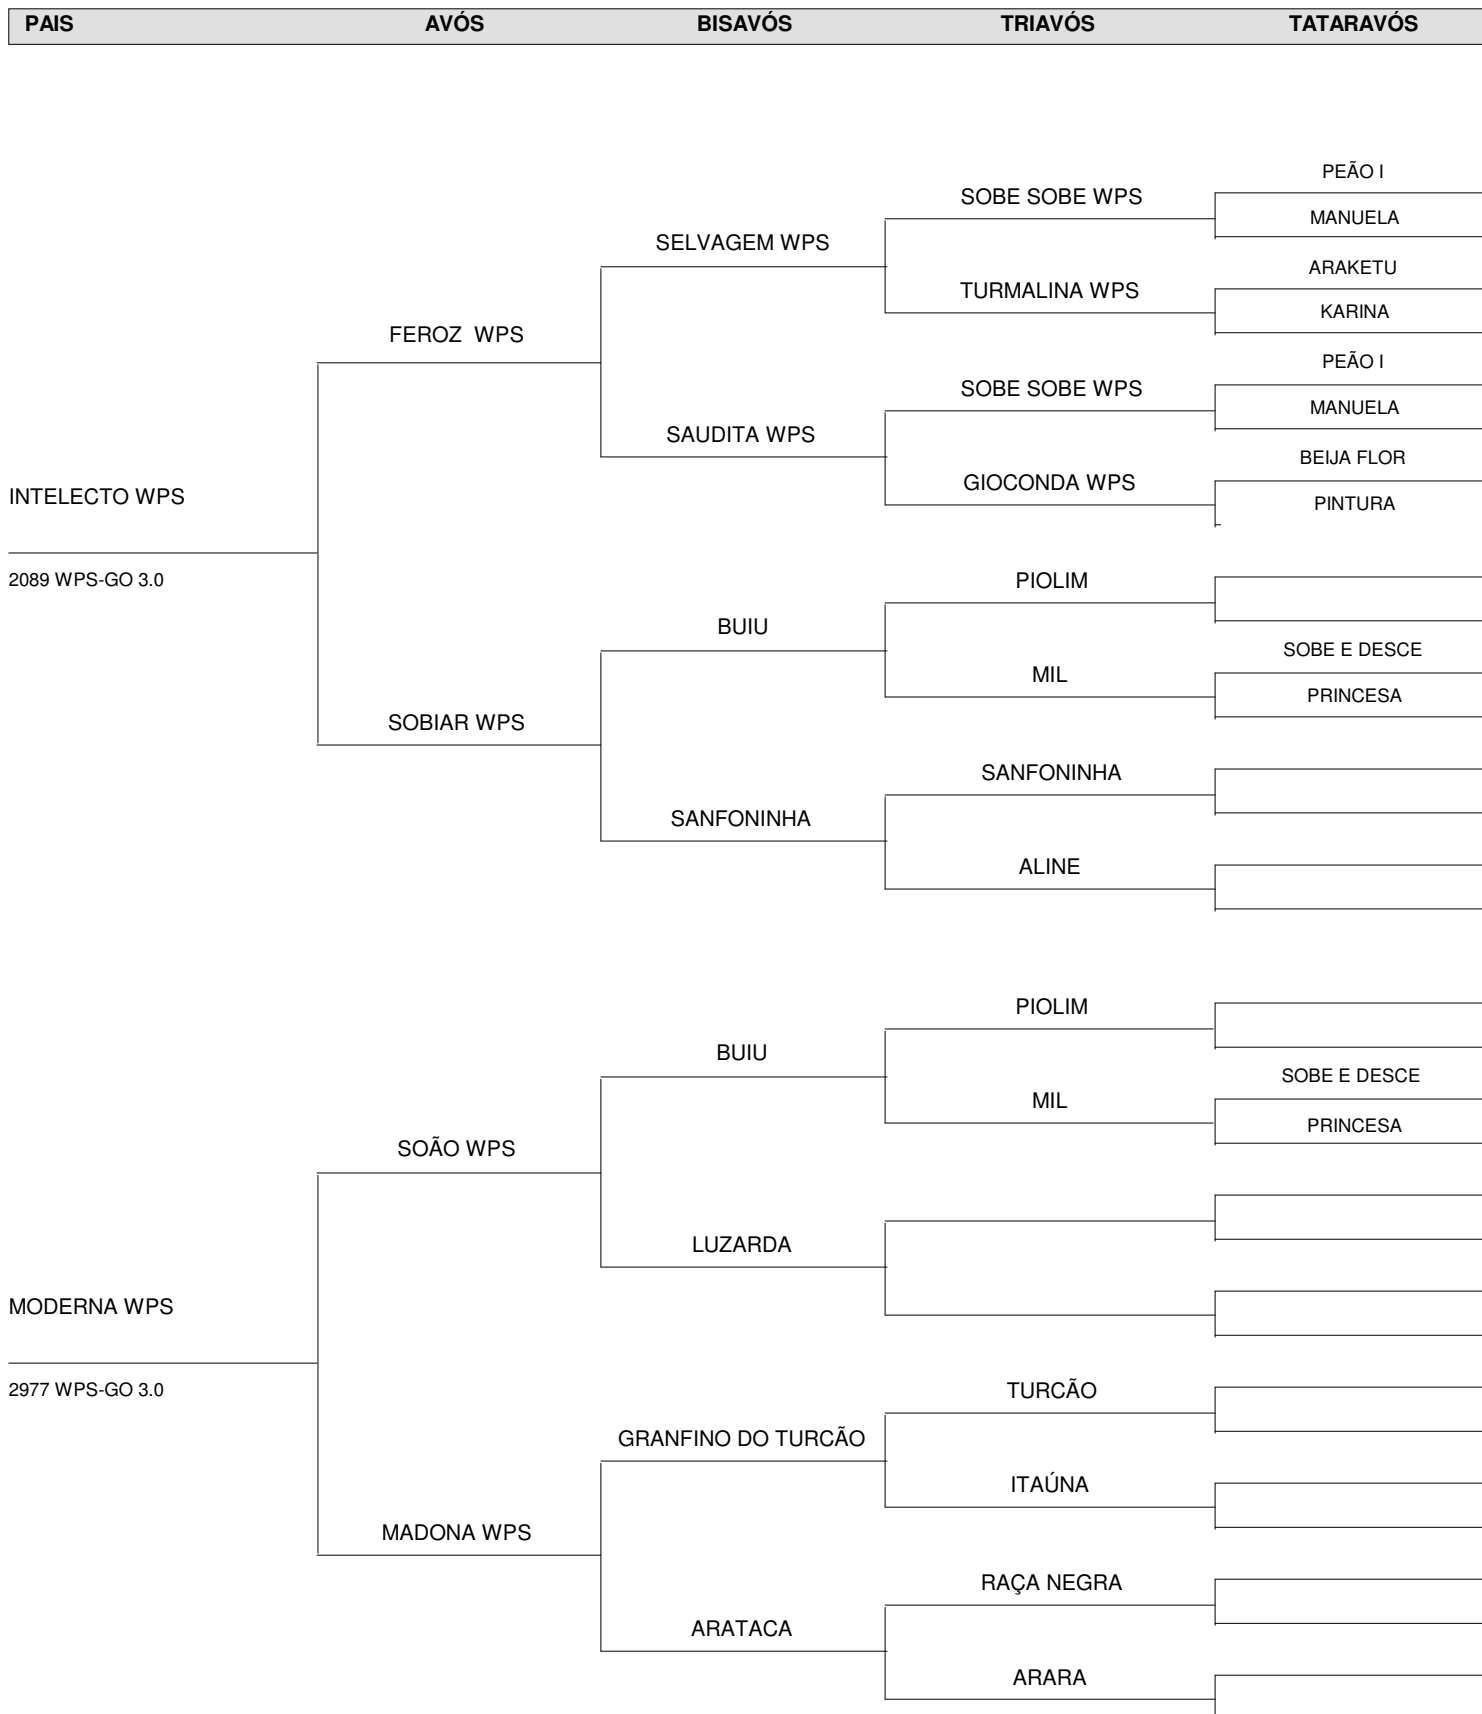 PAIS AVÓS BISAVÓS TRIAVÓS TATARAVÓS
PEÃO I
SOBE SOBE WPS
MANUELA
SELVAGEM WPS
ARAKETU
TURMALINA WPS
KARINA
FEROZ WPS
PEÃO I
SOBE SOBE WPS
MANUELA
SAUDITA WPS
BEIJA FLOR
GIOCONDA WPS
INTELECTO WPS
PINTURA
2089 WPS-GO 3.0
PIOLIM
BUIU
SOBE E DESCE
MIL
PRINCESA
SOBIAR WPS
SANFONINHA
SANFONINHA
ALINE
PIOLIM
BUIU
SOBE E DESCE
MIL
PRINCESA
SOÃO WPS
LUZARDA
MODERNA WPS
2977 WPS-GO 3.0
TURCÃO
GRANFINO DO TURCÃO
ITAÚNA
MADONA WPS
RAÇA NEGRA
ARATACA
ARARA